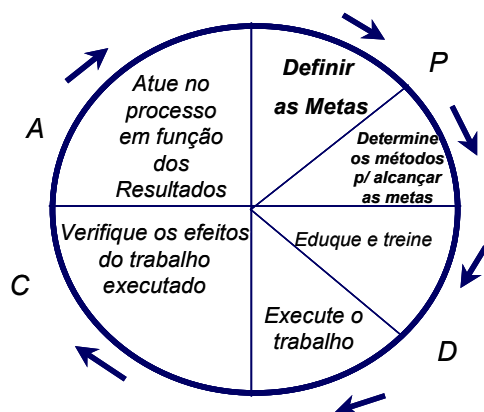 Definir
as Metas
P
Determine
os métodos
p/ alcançar
as metas
Eduque e treine
D
Execute o
trabalho
Verifique os efeitos
do trabalho
executado
C
Atue no
processo
em função
dos
Resultados
A